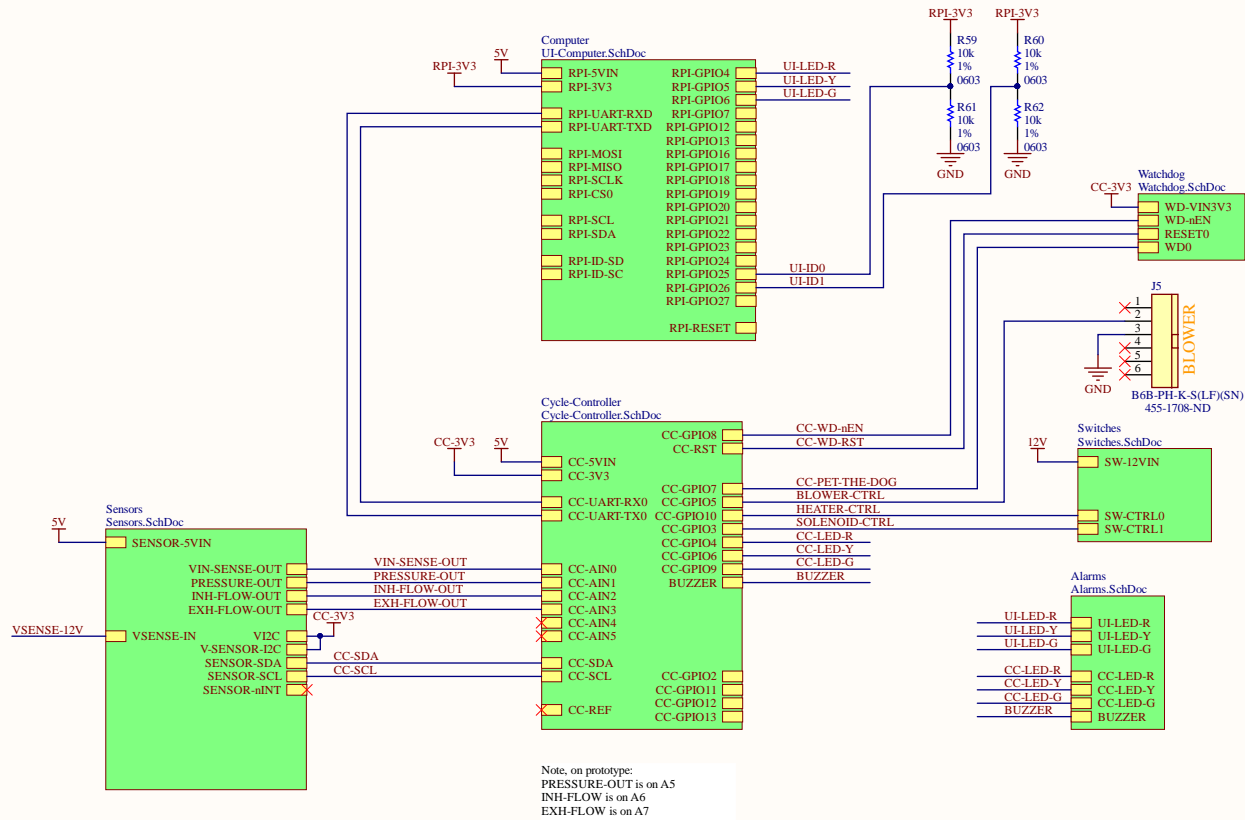 RPI-3V3
RPI-3V3
R59
10k
1%
0603
R60
10k
1%
0603
R61
10k
1%
0603
R62
10k
1%
0603
GND
GND
Computer
UI-Computer.SchDoc
5V
RPI-3V3
RPI-5VIN
RPI-3V3
RPI-UART-RXD
RPI-UART-TXD
RPI-MOSI
RPI-MISO
RPI-SCLK
RPI-CS0
RPI-SCL
RPI-SDA
RPI-ID-SD
RPI-ID-SC
RPI-GPIO4
RPI-GPIO5
RPI-GPIO6
RPI-GPIO7
RPI-GPIO12
RPI-GPIO13
RPI-GPIO16
RPI-GPIO17
RPI-GPIO18
RPI-GPIO19
RPI-GPIO20
RPI-GPIO21
RPI-GPIO22
RPI-GPIO23
RPI-GPIO24
RPI-GPIO25
RPI-GPIO26
RPI-GPIO27
RPI-RESET
UI-LED-R
UI-LED-Y
UI-LED-G
UI-ID0
UI-ID1
Watchdog
Watchdog.SchDoc
CC-3V3
WD-VIN3V3
WD-nEN
RESET0
WD0
J5
1
2
3
4
5
6
BLOWER
GND
B6B-PH-K-S(LF)(SN)
455-1708-ND
Cycle-Controller
Cycle-Controller.SchDoc
CC-3V3
5V
CC-5VIN
CC-3V3
CC-UART-RX0
CC-UART-TX0
CC-AIN0
CC-AIN1
CC-AIN2
CC-AIN3
CC-AIN4
CC-AIN5
CC-SDA
CC-SCL
CC-REF
CC-GPIO8
CC-RST
CC-GPIO7
CC-GPIO5
CC-GPIO10
CC-GPIO3
CC-GPIO4
CC-GPIO6
CC-GPIO9
BUZZER
CC-GPIO2
CC-GPIO11
CC-GPIO12
CC-GPIO13
CC-WD-nEN
CC-WD-RST
CC-PET-THE-DOG
BLOWER-CTRL
HEATER-CTRL
SOLENOID-CTRL
CC-LED-R
CC-LED-Y
CC-LED-G
BUZZER
Switches
Switches.SchDoc
12V
SW-12VIN
SW-CTRL0
SW-CTRL1
Sensors
Sensors.SchDoc
5V
SENSOR-5VIN
VIN-SENSE-OUT
PRESSURE-OUT
INH-FLOW-OUT
EXH-FLOW-OUT
VSENSE-12V
VSENSE-IN
VI2C
V-SENSOR-I2C
SENSOR-SDA
SENSOR-SCL
SENSOR-nINT
VIN-SENSE-OUT
PRESSURE-OUT
INH-FLOW-OUT
EXH-FLOW-OUT
CC-3V3
CC-SDA
CC-SCL
Alarms
Alarms.SchDoc
UI-LED-R
UI-LED-Y
UI-LED-G
CC-LED-R
CC-LED-Y
CC-LED-G
BUZZER
UI-LED-R
UI-LED-Y
UI-LED-G
CC-LED-R
CC-LED-Y
CC-LED-G
BUZZER
Note, on prototype:
PRESSURE-OUT is on A5
INH-FLOW is on A6
EXH-FLOW is on A7